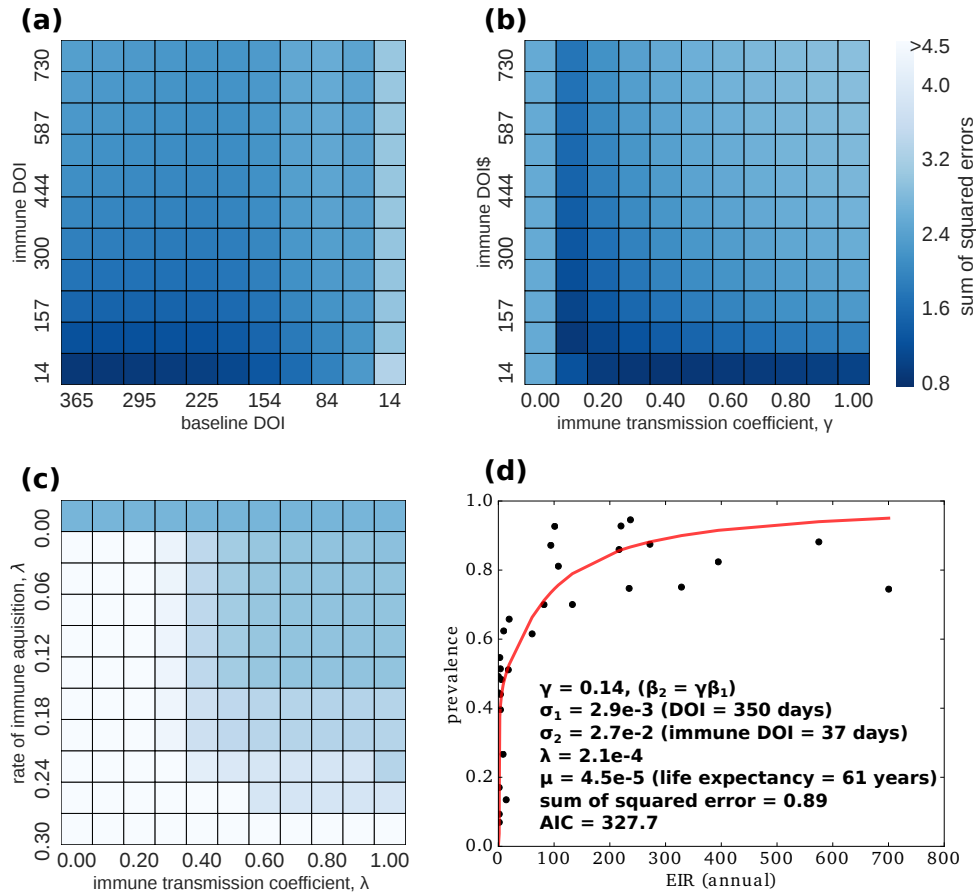 (a)
immune DOI
730
587
444
300
157
14
365 295 225 154 84 14
baseline DOI
(b)
immune DOI$
730
587
444
300
157
14
0.00 0.20 0.40 0.60 0.80 1.00
immune transmission coefficient, γ
>4.5
4.0
3.2
2.4
1.6
0.8
sum of squared errors
(c)
rate of immune aquisition, λ
0.00
0.06
0.12
0.18
0.24
0.30
0.00 0.20 0.40 0.60 0.80 1.00
immune transmission coefficient, λ
(d)
prevalence
1.0
0.8
0.6
0.4
0.2
0.0
γ = 0.14, (β₂ = γβ₁)
σ₁ = 2.9e-3 (DOI = 350 days)
σ₂ = 2.7e-2 (immune DOI = 37 days)
λ = 2.1e-4
μ = 4.5e-5 (life expectancy = 61 years)
sum of squared error = 0.89
AIC = 327.7
0 100 200 300 400 500 600 700 800
EIR (annual)